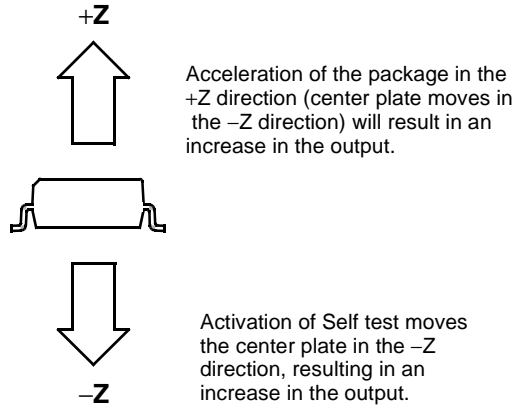 +Z
Acceleration of the package in the
+Z direction (center plate moves in
the −Z direction) will result in an
increase in the output.
Activation of Self test moves
the center plate in the −Z
direction, resulting in an
increase in the output.
−Z